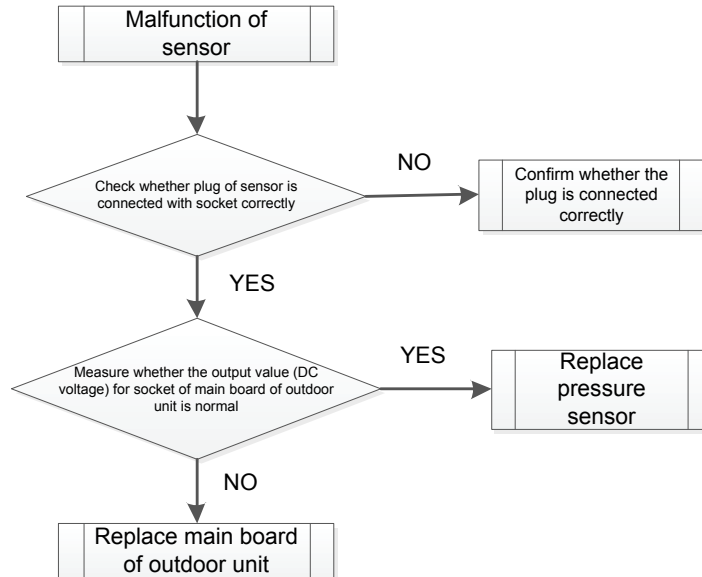 Malfunction of
sensor
NO
Check whether plug of sensor is
connected with socket correctly
Confirm whether the
plug is connected
correctly
YES
Measure whether the output value (DC
voltage) for socket of main board of outdoor
unit is normal
YES
Replace
pressure
sensor
NO
Replace main board
of outdoor unit